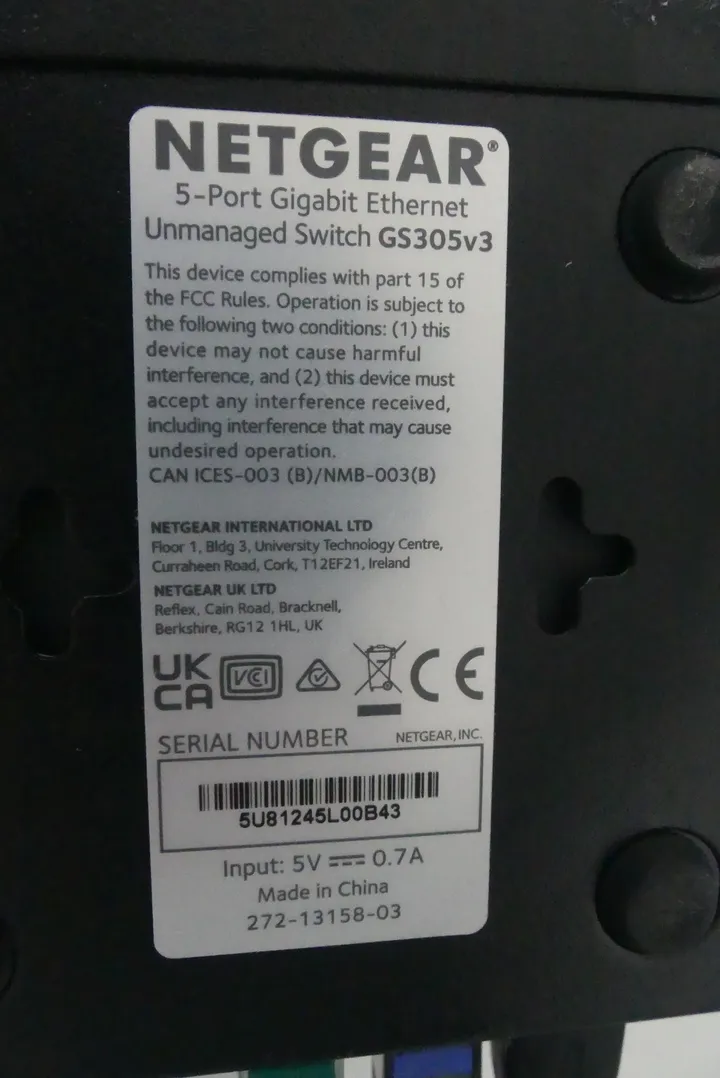 NETGEAR®
5-Port Gigabit Ethernet
Unmanaged Switch GS305v3
This device complies with part 15 of
the FCC Rules. Operation is subject to
the following two conditions: (1) this
device may not cause harmful
interference, and (2) this device must
accept any interference received,
including interference that may cause
undesired operation.
CAN ICES-003 (B)/NMB-003(B)
NETGEAR INTERNATIONAL LTD
Floor 1, Bldg 3, University Technology Centre,
Curraheen Road, Cork, T12EF21, Ireland
NETGEAR UK LTD
Reflex, Cain Road, Bracknell,
Berkshire, RG12 1HL, UK
UK
CA VCI CE
SERIAL NUMBER NETGEAR, INC.
5U81245L00B43
Input: 5V ⎓ 0.7A
Made in China
272-13158-03